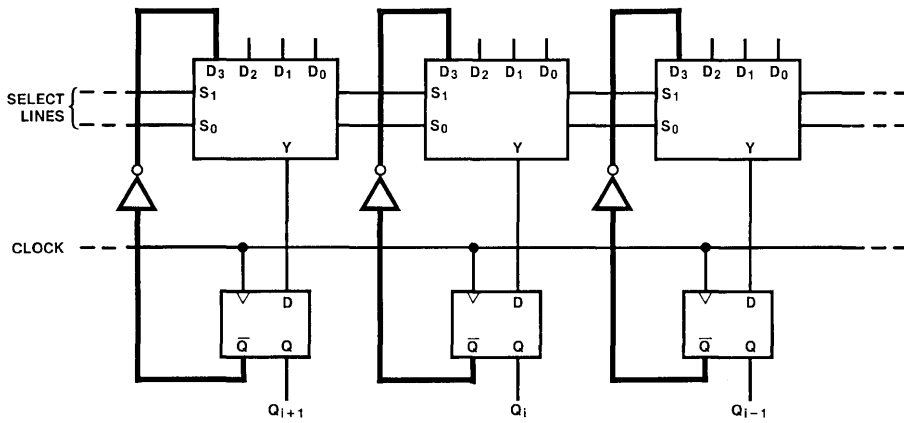 D3 D2 D1 D0 D3 D2 D1 D0 D3 D2 D1 D0
SELECT LINES
S1 S1 S1
S0 S0 S0
Y Y Y
CLOCK
D D D
Q̅ Q Q̅ Q Q̅ Q
Qi+1 Qi Qi−1